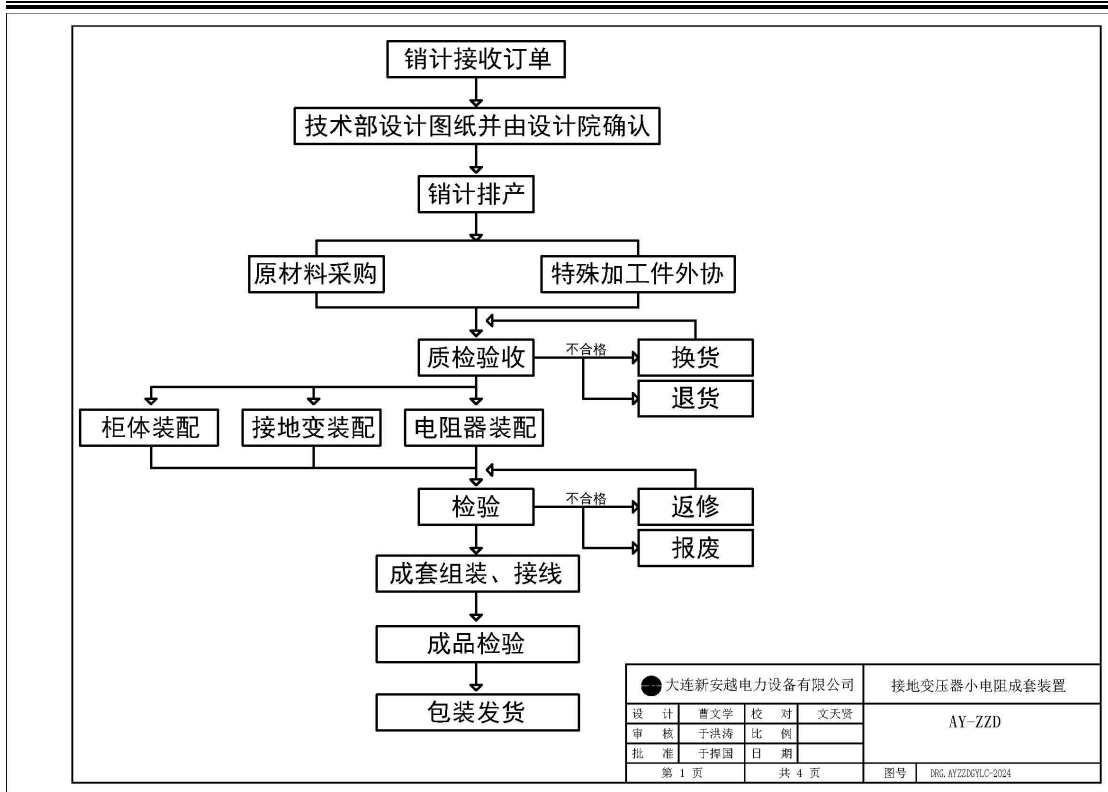 销计接收订单
技术部设计图纸并由设计院确认
销计排产
原材料采购
特殊加工件外协
质检验收
不合格
换货
退货
柜体装配
接地变装配
电阻器装配
检验
不合格
返修
报废
成套组装、接线
成品检验
包装发货
大连新安越电力设备有限公司
接地变压器小电阻成套装置
设 计 曹文学 校 对 文天贤
AY-ZZD
审 核 于洪涛 比 例
批 准 于捍国 日 期
第 1 页 共 4 页 图号 DRG.AYZZDGYLC-2024